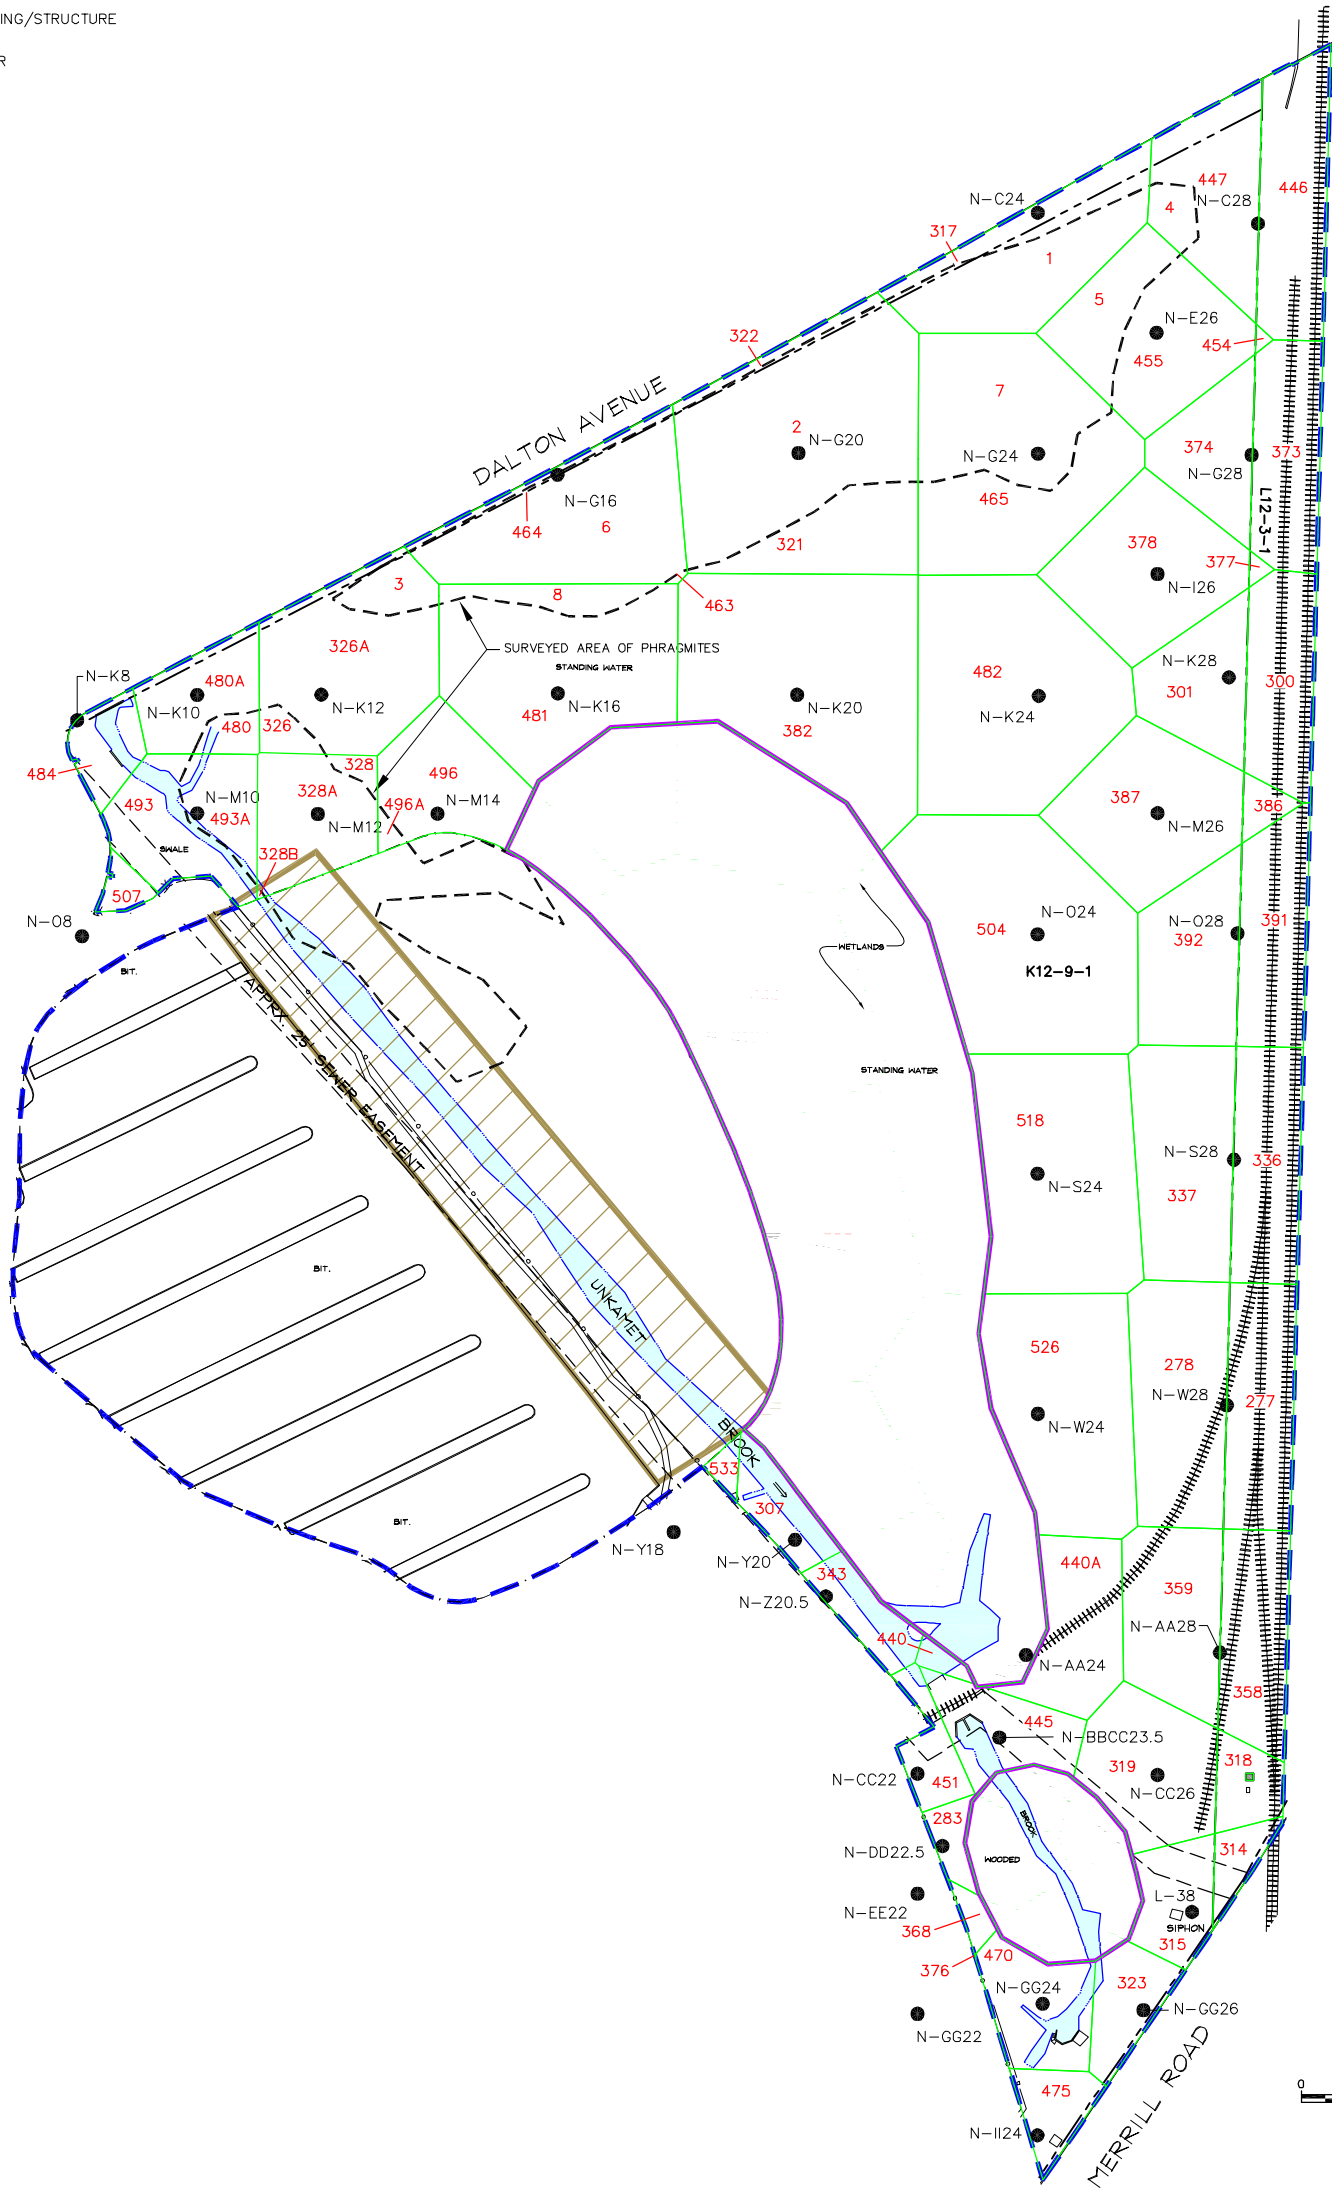 ING/STRUCTURE
R
447
446
N-C24
N-C28
4
317
1
5
N-E26
322
454
455
DALTON AVENUE
7
2
N-G20
374
373
N-G24
N-G28
N-G16
465
L12-3-1
464
6
321
378
377
3
N-I26
8
463
326A
SURVEYED AREA OF PHRAGMITES
STANDING WATER
N-K28
N-K8
480A
482
300
301
N-K10
N-K12
N-K16
N-K20
N-K24
481
480
326
382
484
328
496
N-M10
328A
493
496A
N-M14
387
386
493A
N-M12
N-M26
SWALE
328B
507
N-O8
N-O24
N-O28
391
504
392
WETLANDS
BIT.
K12-9-1
APPRX. 25' SEWER EASEMENT
STANDING WATER
518
N-S28
336
N-S24
337
BIT.
UNKAMET
526
278
N-W28
277
N-W24
BROOK
533
307
BIT.
N-Y18
N-Y20
440A
343
359
N-Z20.5
N-AA28
440
N-AA24
358
445
N-BBCC23.5
318
319
N-CC22
451
N-CC26
283
BROOK
N-DD22.5
314
WOODED
L-38
N-EE22
368
SIPHON
315
376
470
N-GG24
323
N-GG26
N-GG22
475
0
N-II24
MERRILL ROAD